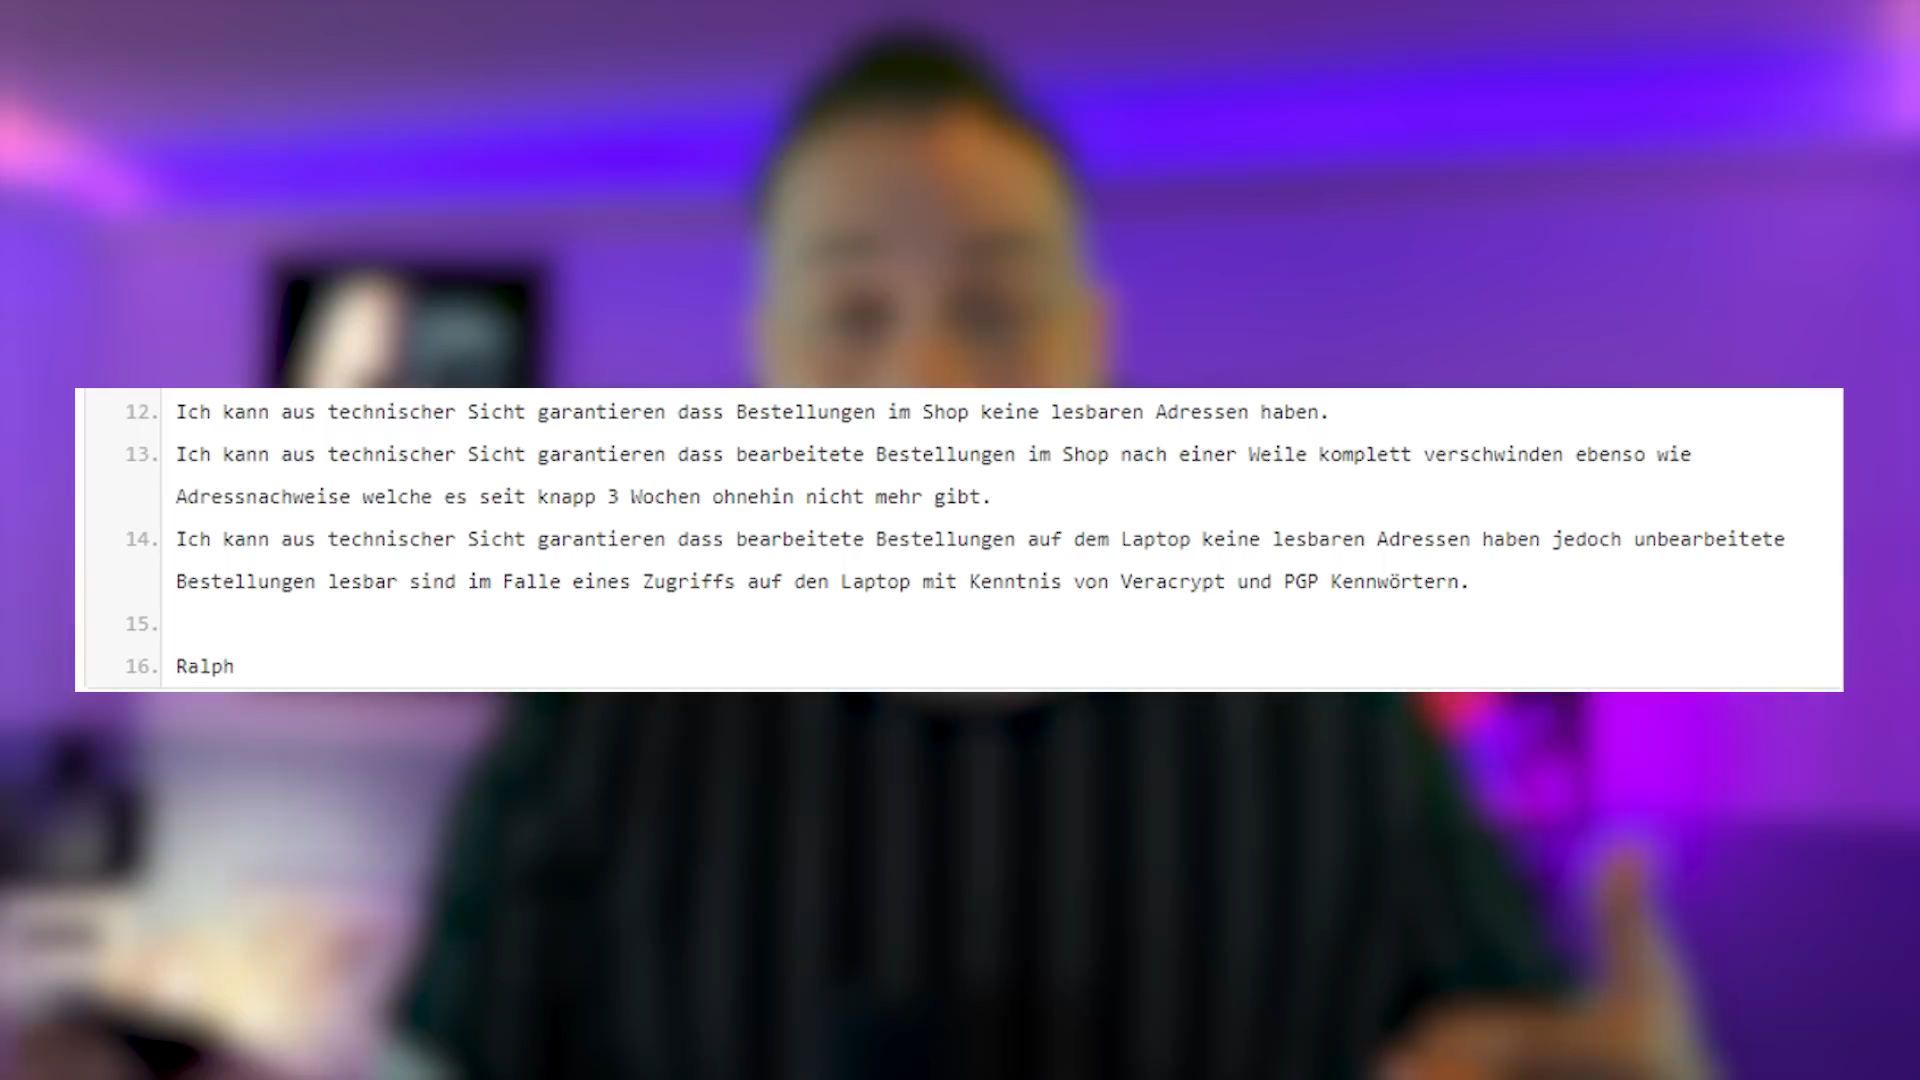 12. Ich kann aus technischer Sicht garantieren dass Bestellungen im Shop keine lesbaren Adressen haben.
13. Ich kann aus technischer Sicht garantieren dass bearbeitete Bestellungen im Shop nach einer Weile komplett verschwinden ebenso wie
Adressnachweise welche es seit knapp 3 Wochen ohnehin nicht mehr gibt.
14. Ich kann aus technischer Sicht garantieren dass bearbeitete Bestellungen auf dem Laptop keine lesbaren Adressen haben jedoch unbearbeitete
Bestellungen lesbar sind im Falle eines Zugriffs auf den Laptop mit Kenntnis von Veracrypt und PGP Kennwörtern.
15.
16. Ralph